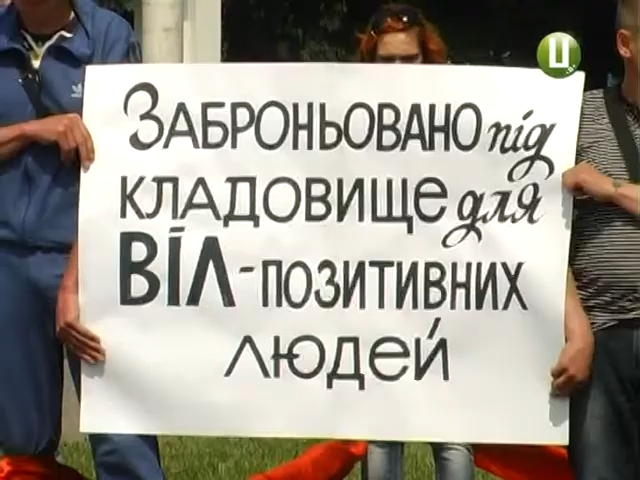 Ц
Заброньовано під
кладовище для
ВІЛ-позитивних
людей